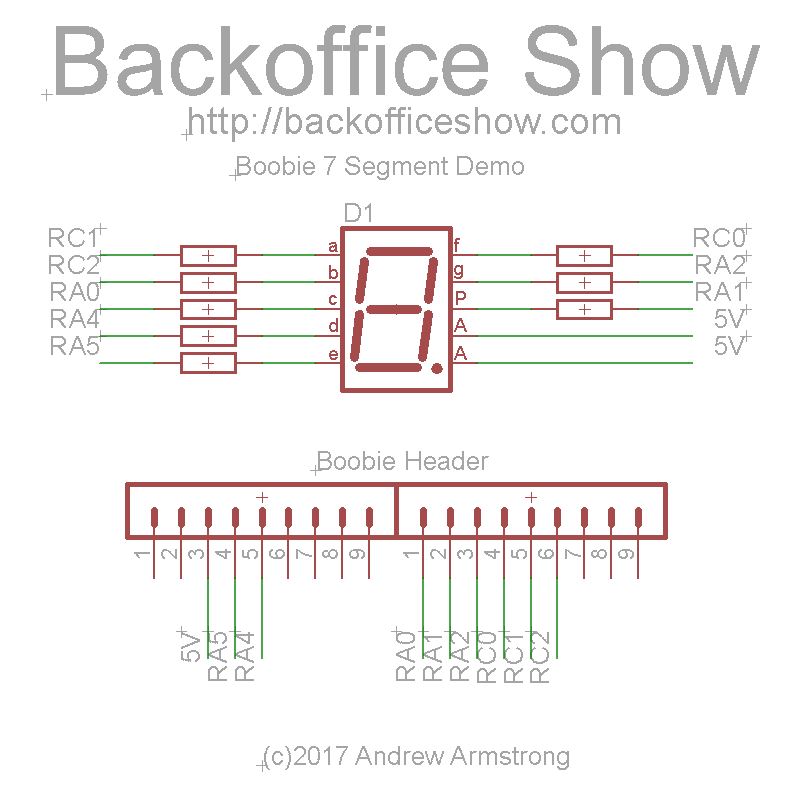 Backoffice Show
http://backofficeshow.com
Boobie 7 Segment Demo
D1
RC1 a f RC0
RC2 b g RA2
RA0 c P RA1
RA4 d A 5V
RA5 e A 5V
Boobie Header
1 2 3 4 5 6 7 8 9 1 2 3 4 5 6 7 8 9
5V RA5 RA4 RA0 RA1 RA2 RC0 RC1 RC2
(c)2017 Andrew Armstrong